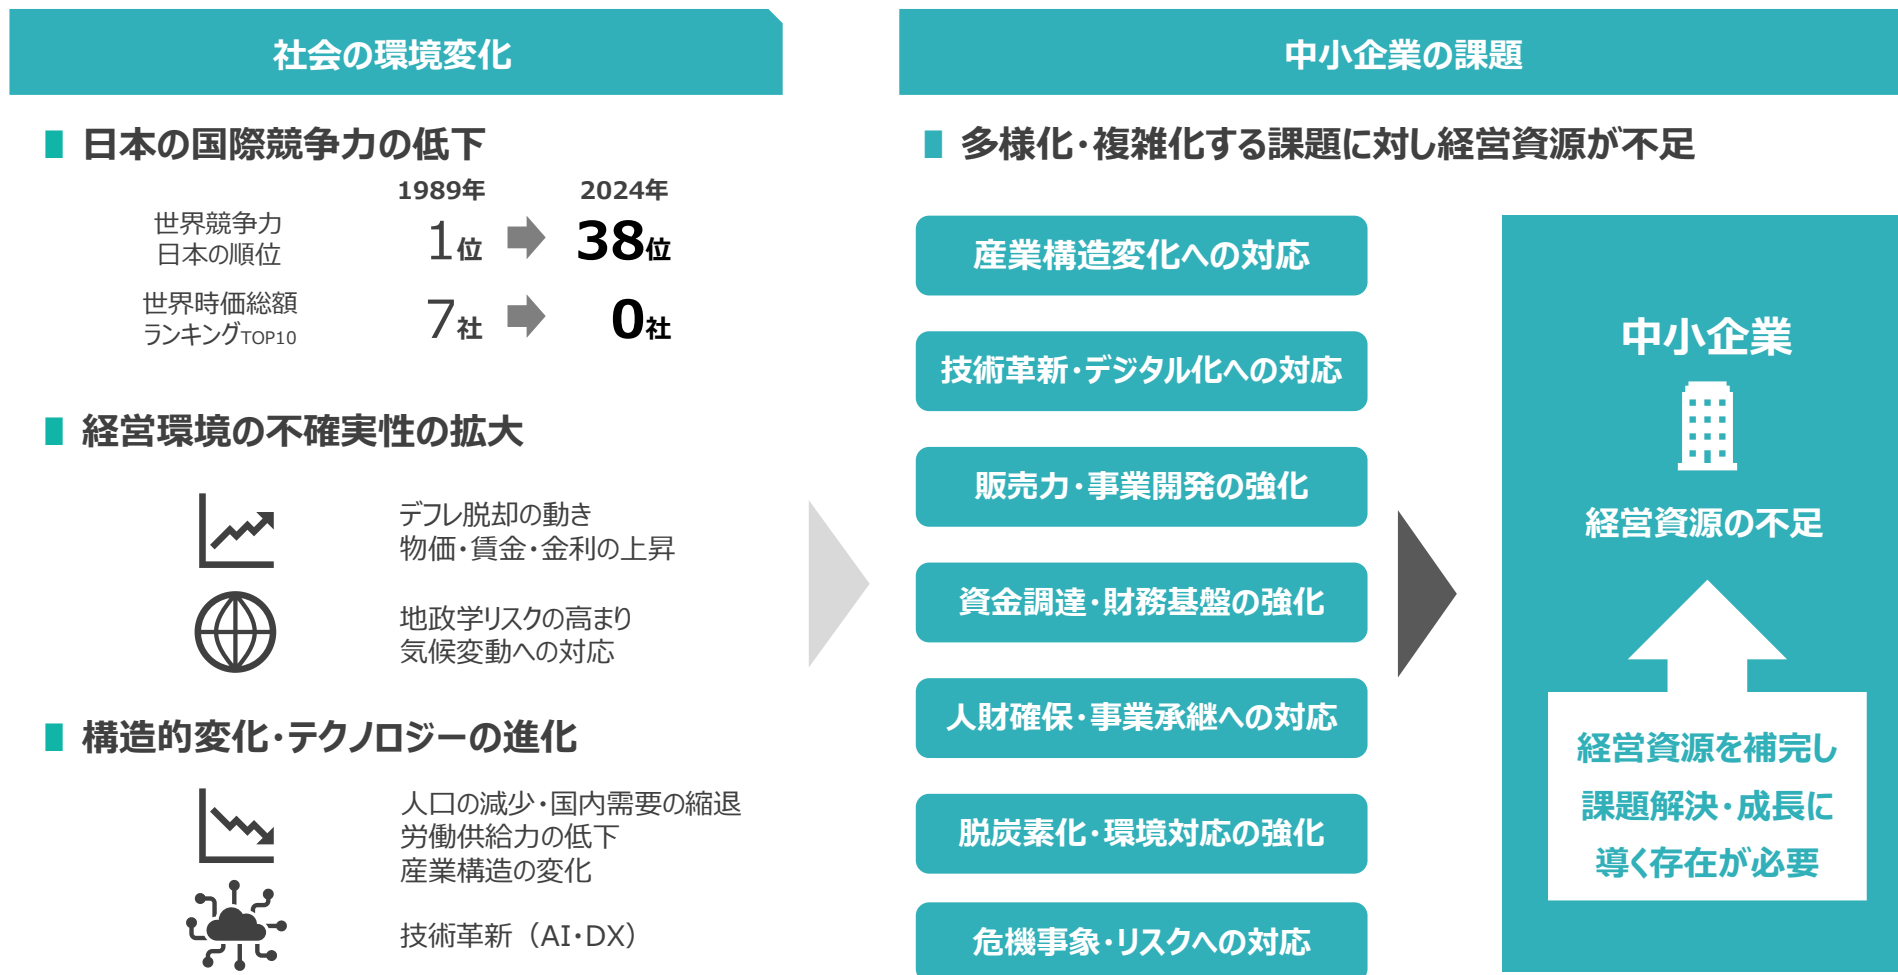 社会の環境変化
日本の国際競争力の低下
1989年 2024年
世界競争力
日本の順位
1位 38位
世界時価総額
ランキングTOP10
7社 0社
経営環境の不確実性の拡大
デフレ脱却の動き
物価・賃金・金利の上昇
地政学リスクの高まり
気候変動への対応
構造的変化・テクノロジーの進化
人口の減少・国内需要の縮退
労働供給力の低下
産業構造の変化
技術革新（AI・DX）
中小企業の課題
多様化・複雑化する課題に対し経営資源が不足
産業構造変化への対応
技術革新・デジタル化への対応
販売力・事業開発の強化
資金調達・財務基盤の強化
人財確保・事業承継への対応
脱炭素化・環境対応の強化
危機事象・リスクへの対応
中小企業
経営資源の不足
経営資源を補完し
課題解決・成長に
導く存在が必要